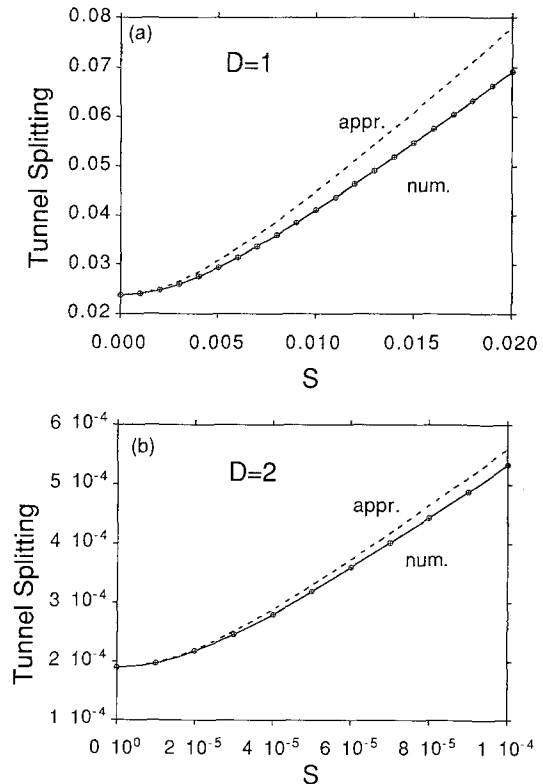 0.08
(a)
D=1
0.07
appr.
0.06
0.05
num.
0.04
0.03
0.02
Tunnel Splitting
0.000 0.005 0.010 0.015 0.020
S
6 10⁻⁴
(b)
D=2
5 10⁻⁴
appr.
4 10⁻⁴
num.
3 10⁻⁴
2 10⁻⁴
1 10⁻⁴
Tunnel Splitting
0 10⁰ 2 10⁻⁵ 4 10⁻⁵ 6 10⁻⁵ 8 10⁻⁵ 1 10⁻⁴
S